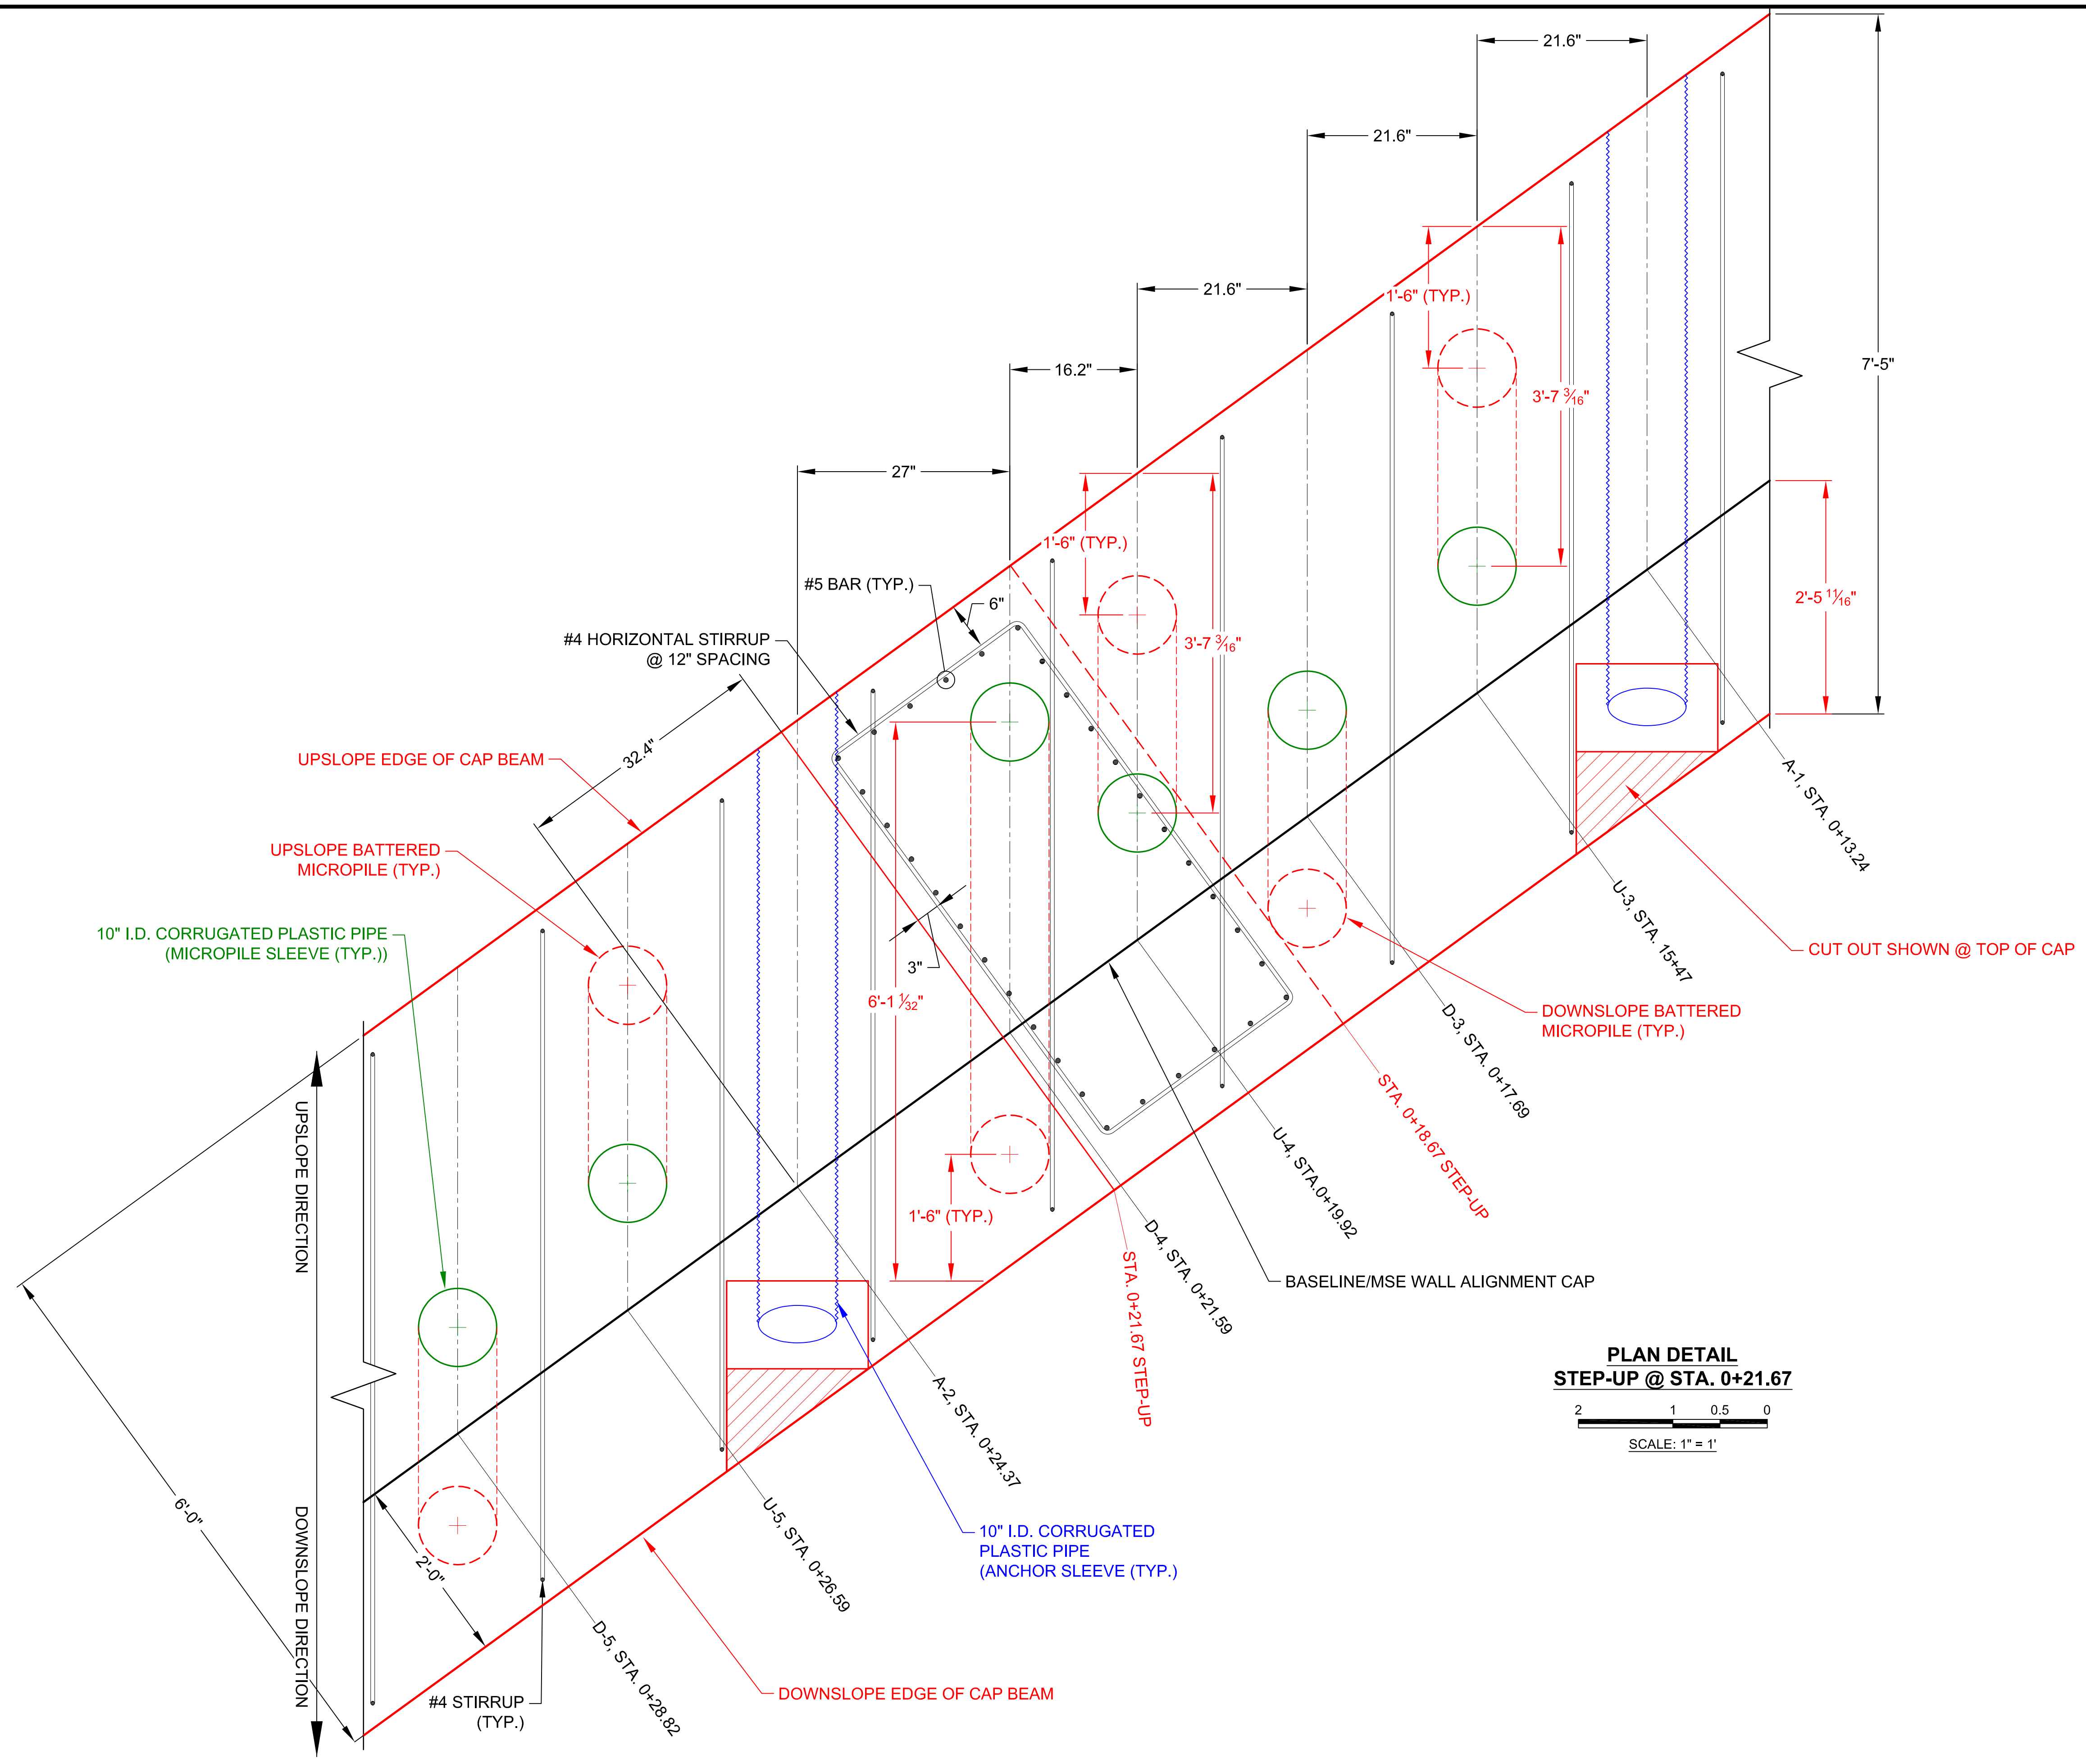 21.6"
21.6"
21.6"
16.2"
27"
7'-5"
1'-6" (TYP.)
3'-7 3⁄16"
1'-6" (TYP.)
3'-7 3⁄16"
2'-5 11⁄16"
#5 BAR (TYP.)
6"
#4 HORIZONTAL STIRRUP
@ 12" SPACING
32.4"
UPSLOPE EDGE OF CAP BEAM
UPSLOPE BATTERED
MICROPILE (TYP.)
10" I.D. CORRUGATED PLASTIC PIPE
(MICROPILE SLEEVE (TYP.))
3"
6'-1 1⁄32"
1'-6" (TYP.)
A-1, STA. 0+13.24
U-3, STA. 15+47
D-3, STA. 0+17.69
STA. 0+18.67 STEP-UP
U-4, STA.0+19.92
D-4, STA. 0+21.59
STA. 0+21.67 STEP-UP
A-2, STA. 0+24.37
U-5, STA. 0+26.59
D-5, STA. 0+28.82
CUT OUT SHOWN @ TOP OF CAP
DOWNSLOPE BATTERED
MICROPILE (TYP.)
BASELINE/MSE WALL ALIGNMENT CAP
UPSLOPE DIRECTION
DOWNSLOPE DIRECTION
6'-0"
2'-0"
10" I.D. CORRUGATED
PLASTIC PIPE
(ANCHOR SLEEVE (TYP.)
DOWNSLOPE EDGE OF CAP BEAM
#4 STIRRUP
(TYP.)
PLAN DETAIL
STEP-UP @ STA. 0+21.67
2 1 0.5 0
SCALE: 1" = 1'